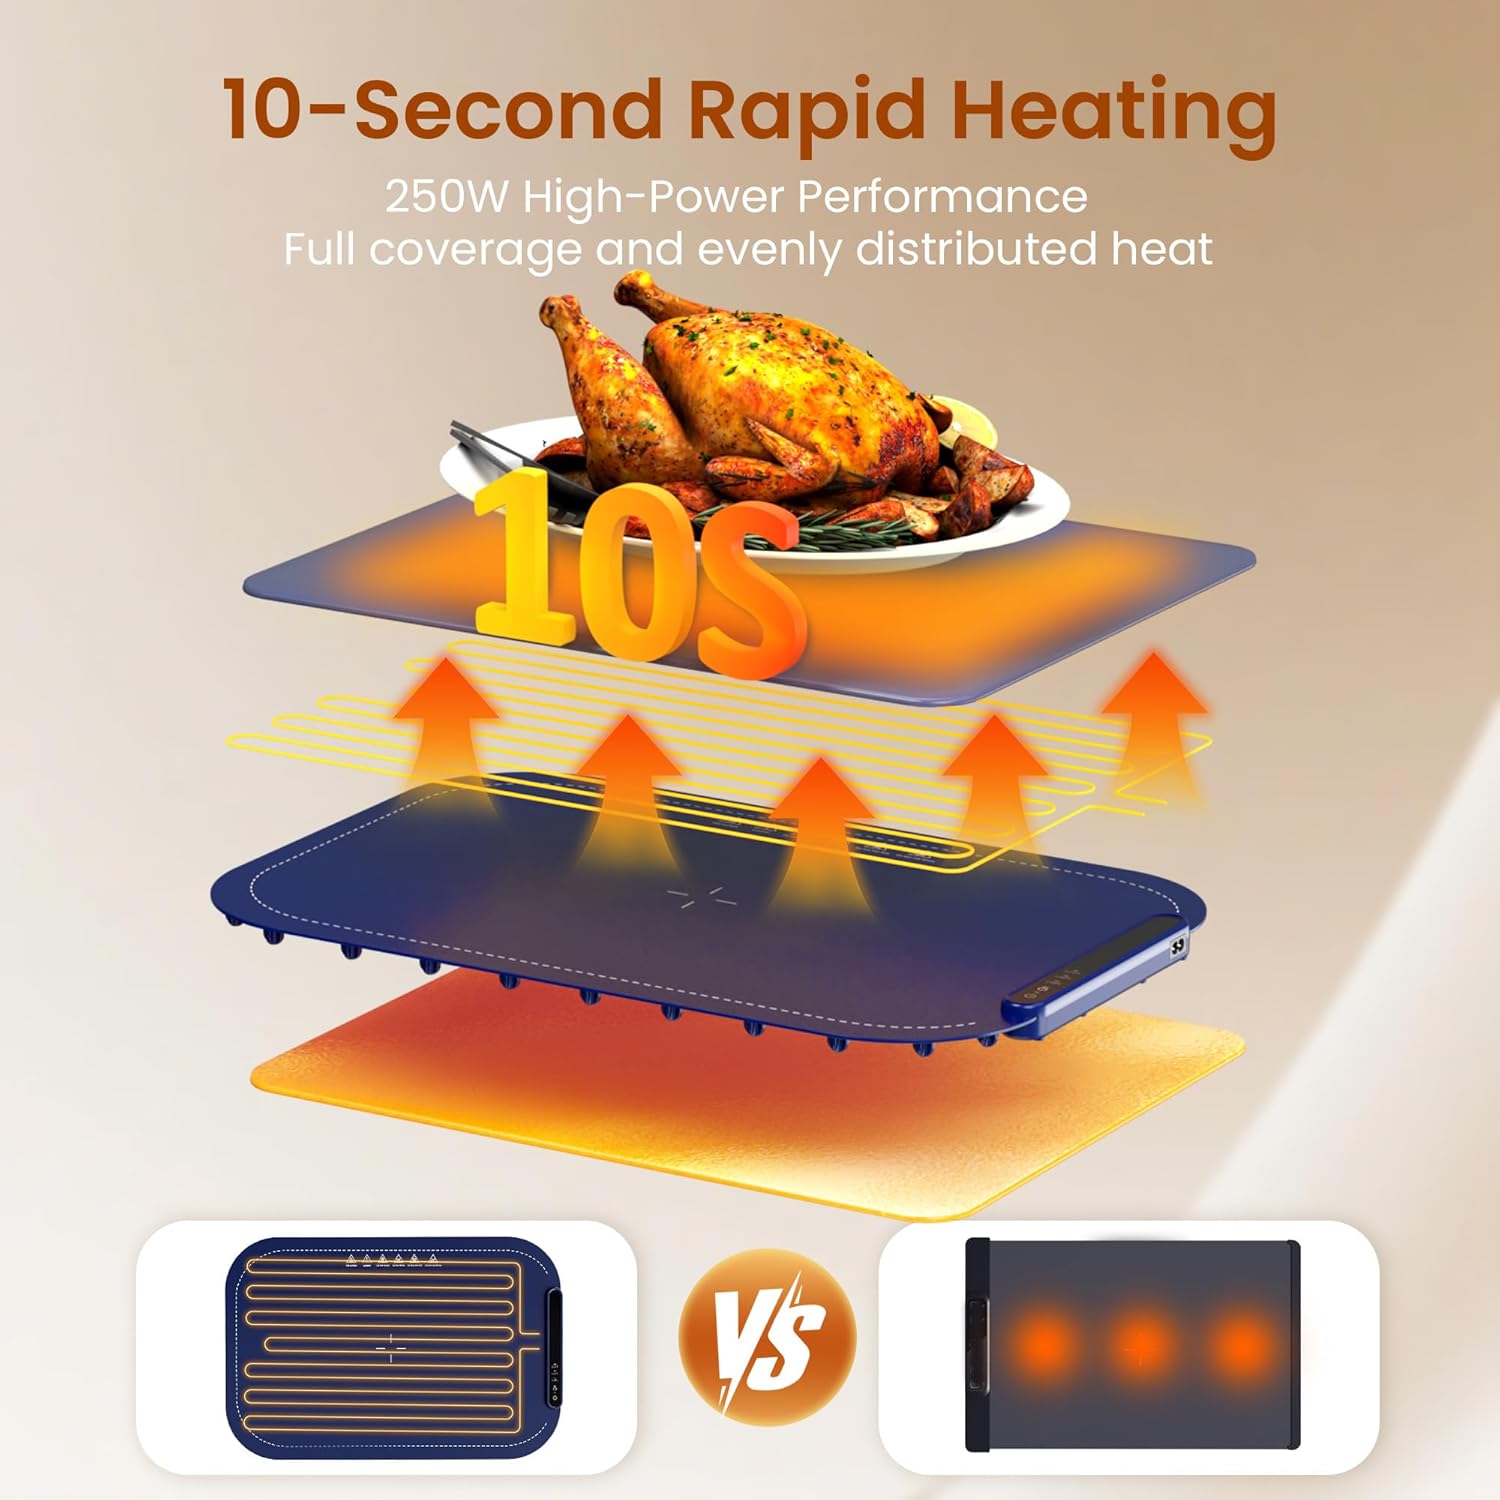 10-Second Rapid Heating
250W High-Power Performance
Full coverage and evenly distributed heat
10S
VS